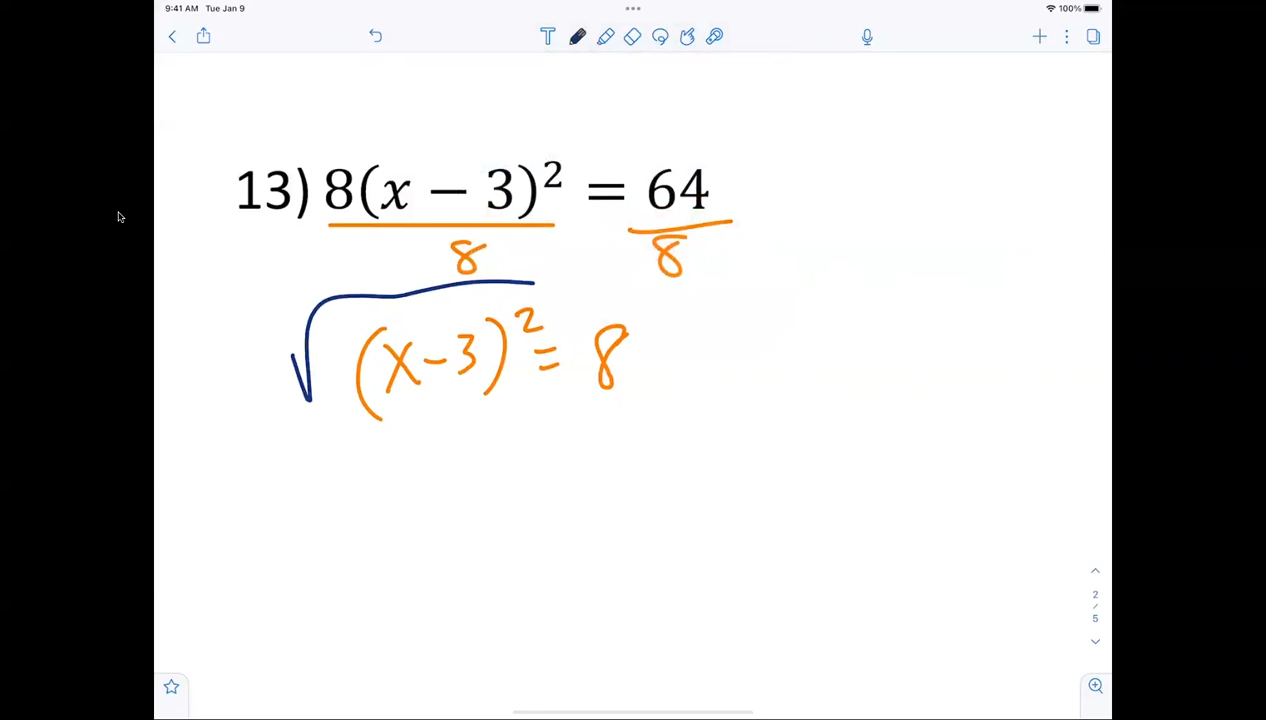 9:41 AM Tue Jan 9
100%
T
13) 8(x − 3)² = 64
8 8
√(x-3)² = 8
2
5